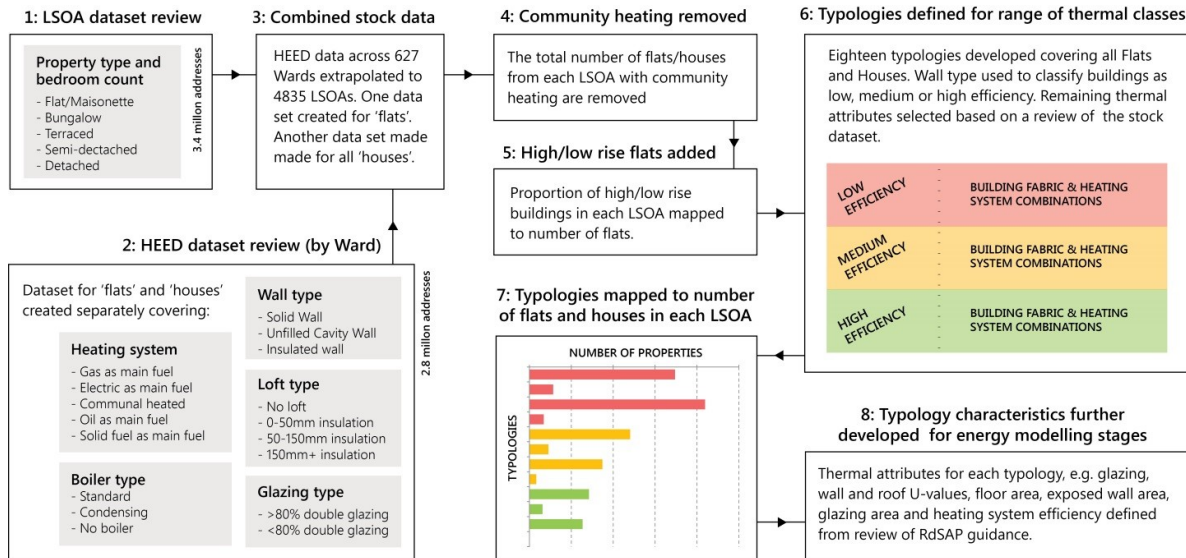 1: LSOA dataset review
Property type and
bedroom count
- Flat/Maisonette
- Bungalow
- Terraced
- Semi-dectached
- Detached
3.4 millon addresses
2: HEED dataset review (by Ward)
Dataset for ‘flats’ and ‘houses’
created separately covering:
Heating system
- Gas as main fuel
- Electric as main fuel
- Communal heated
- Oil as main fuel
- Solid fuel as main fuel
Boiler type
- Standard
- Condensing
- No boiler
Wall type
- Solid Wall
- Unfilled Cavity Wall
- Insulated wall
Loft type
- No loft
- 0-50mm insulation
- 50-150mm insulation
- 150mm+ insulation
Glazing type
- >80% double glazing
- <80% double glazing
2.8 million addresses
3: Combined stock data
HEED data across 627
Wards extrapolated to
4835 LSOAs. One data
set created for ‘flats’.
Another data set made
made for all ‘houses’.
4: Community heating removed
The total number of flats/houses
from each LSOA with community
heating are removed
5: High/low rise flats added
Proportion of high/low rise
buildings in each LSOA mapped
to number of flats.
6: Typologies defined for range of thermal classes
Eighteen typologies developed covering all Flats
and Houses. Wall type used to classify buildings as
low, medium or high efficiency. Remaining thermal
attributes selected based on a review of the stock
dataset.
LOW
EFFICIENCY
BUILDING FABRIC & HEATING
SYSTEM COMBINATIONS
MEDIUM
EFFICIENCY
BUILDING FABRIC & HEATING
SYSTEM COMBINATIONS
HIGH
EFFICIENCY
BUILDING FABRIC & HEATING
SYSTEM COMBINATIONS
7: Typologies mapped to number
of flats and houses in each LSOA
NUMBER OF PROPERTIES
TYPOLOGIES
8: Typology characteristics further
developed for energy modelling stages
Thermal attributes for each typology, e.g. glazing,
wall and roof U-values, floor area, exposed wall area,
glazing area and heating system efficiency defined
from review of RdSAP guidance.